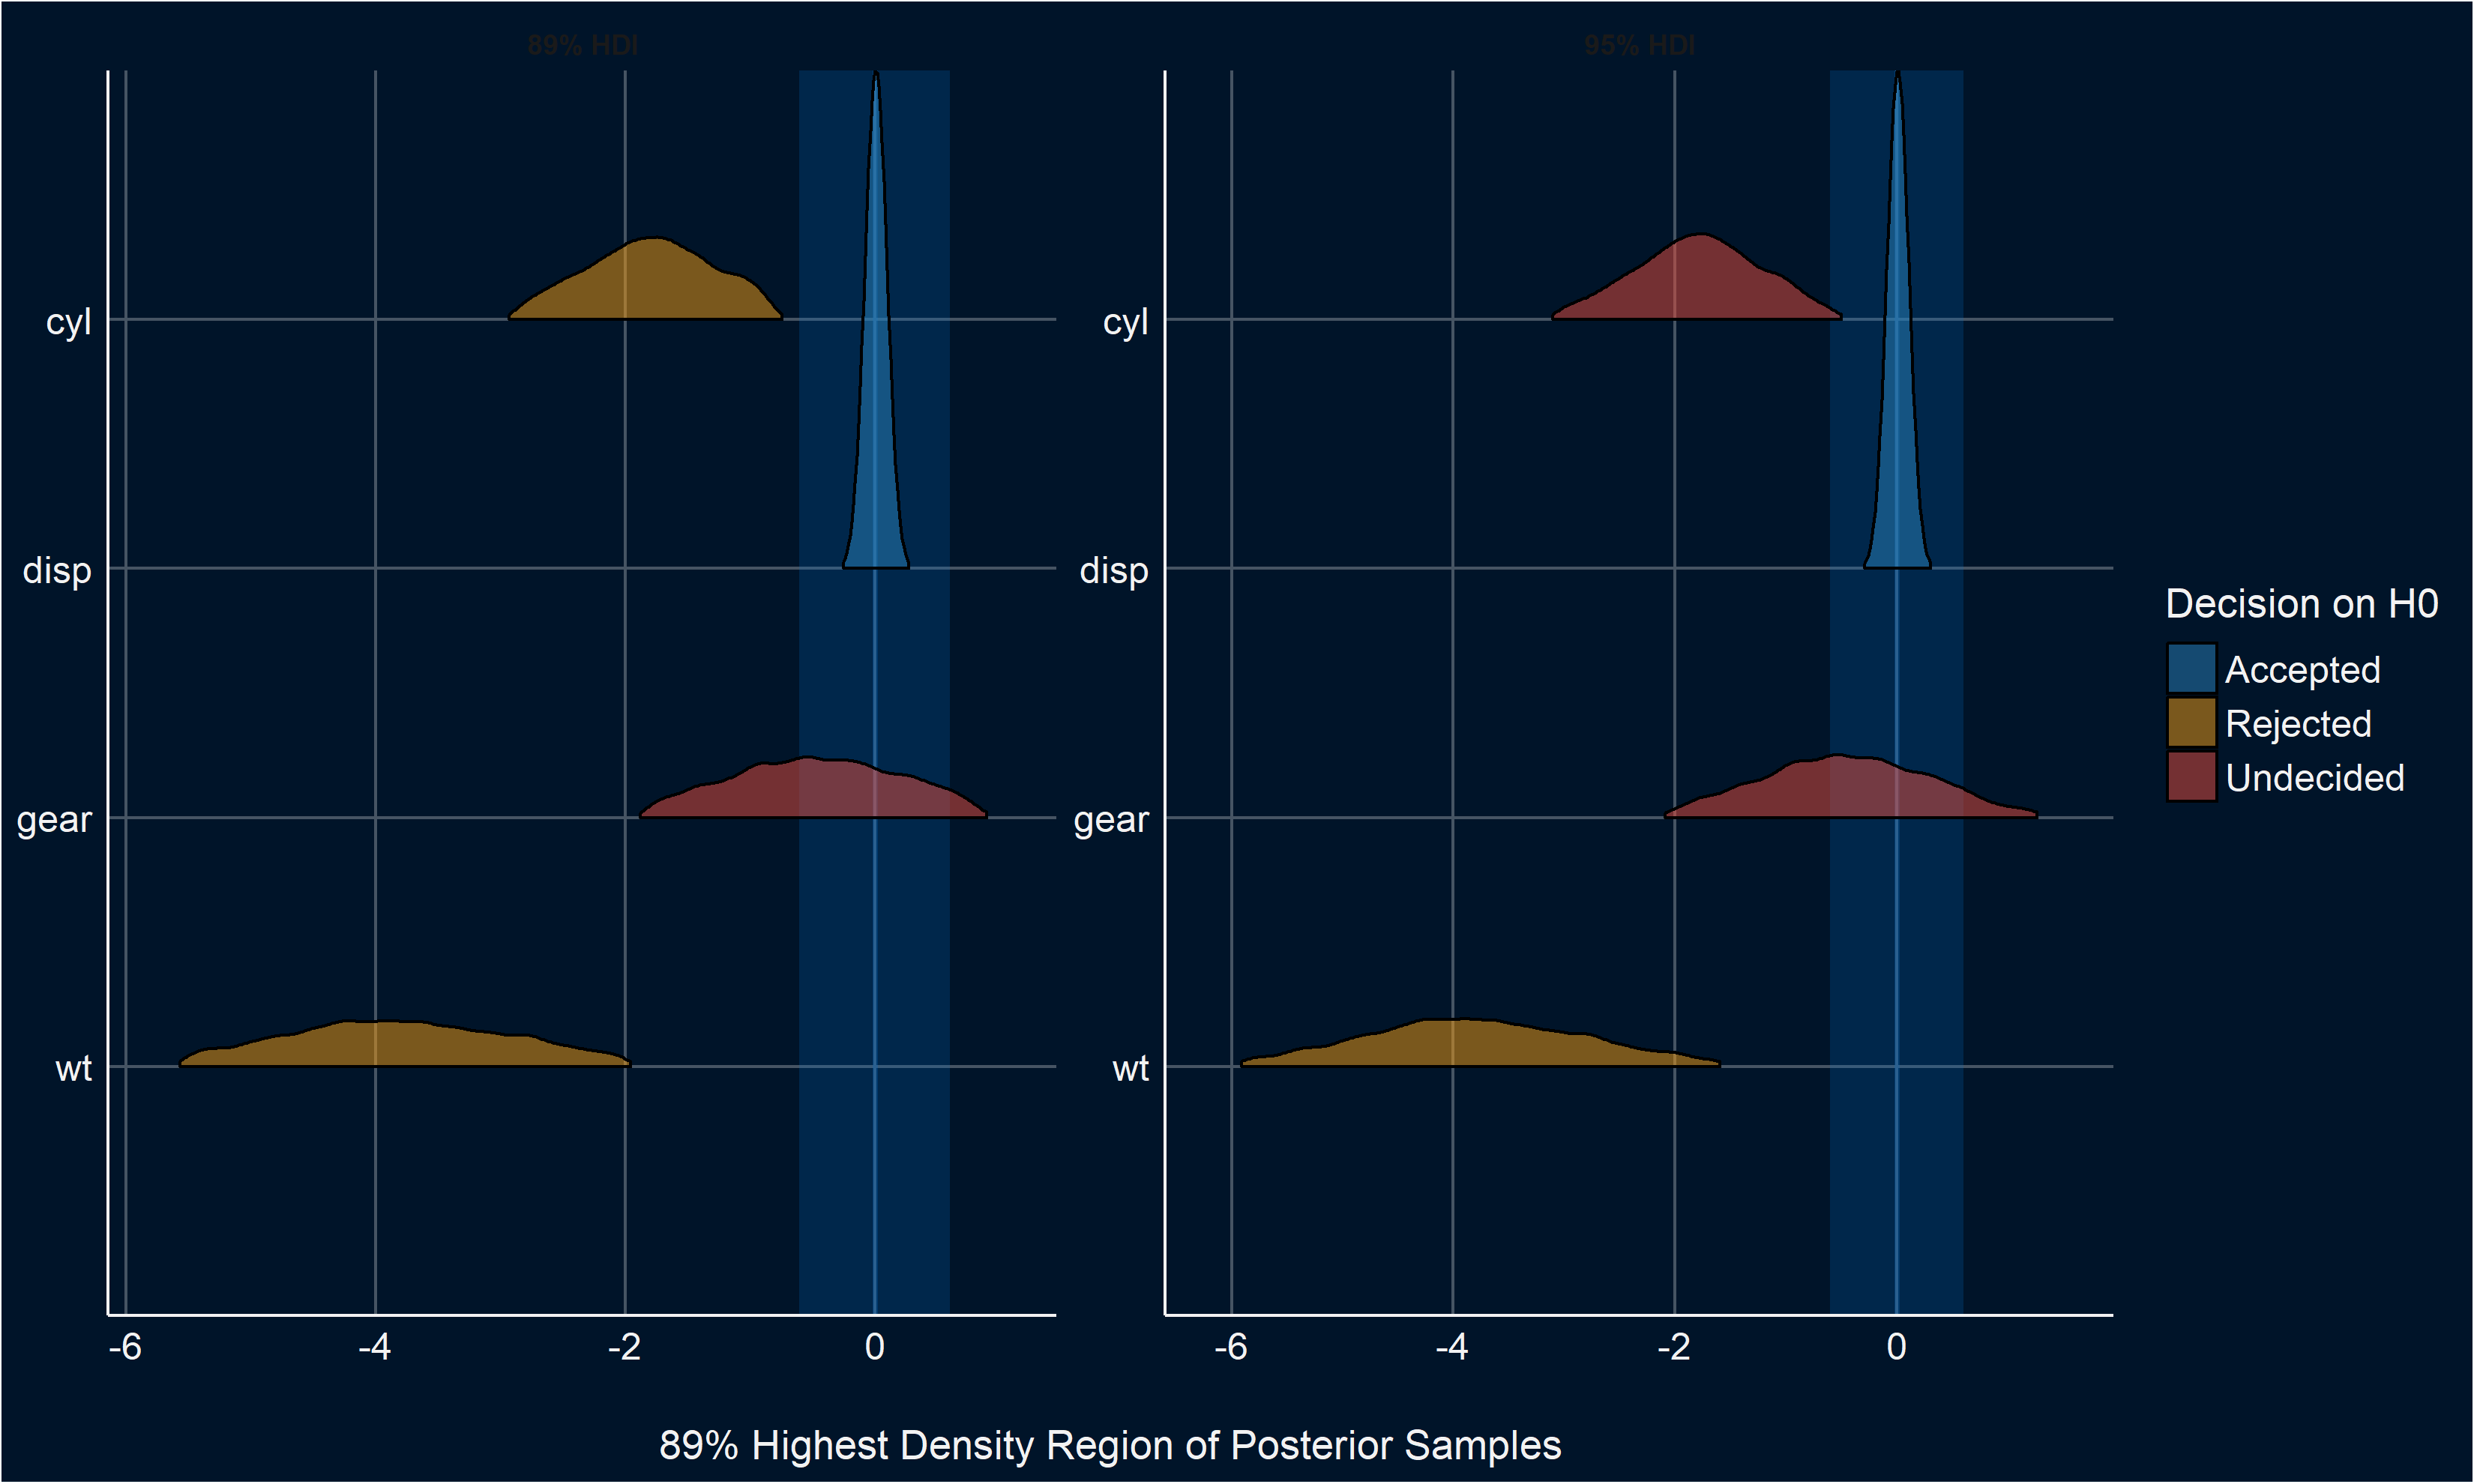 89% HDI
95% HDI
cyl
disp
gear
wt
-6 -4 -2 0
cyl
disp
gear
wt
-6 -4 -2 0
89% Highest Density Region of Posterior Samples
Decision on H0
Accepted
Rejected
Undecided